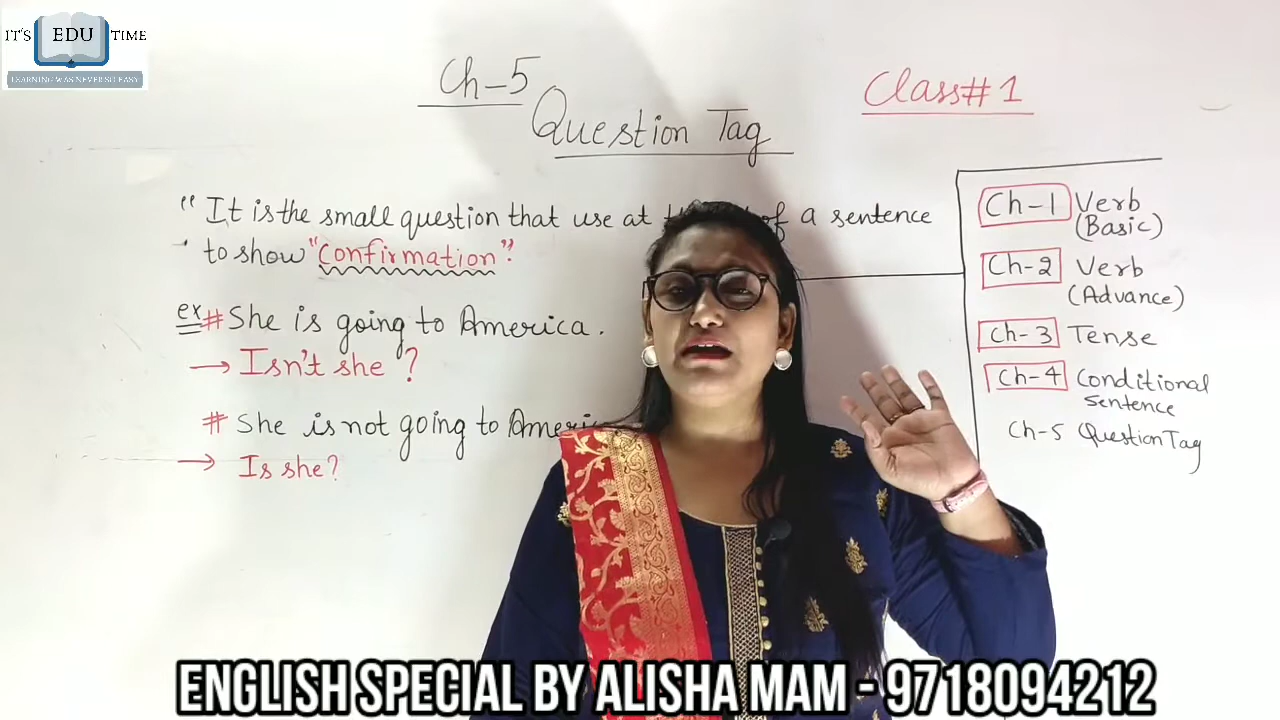 IT'S EDU TIME
LEARNING WAS NEVER SO EASY
Ch-5
Question Tag
Class#1
" It is the small question that use at of a sentence
to show "Confirmation"
ex # She is going to America.
→ Isn't she ?
# She is not going to Ameri
→ Is she?
Ch-1 Verb
(Basic)
Ch-2 Verb
(Advance)
Ch-3 Tense
Ch-4 Conditional
sentence
Ch-5 Question Tag
ENGLISH SPECIAL BY ALISHA MAM - 9718094212